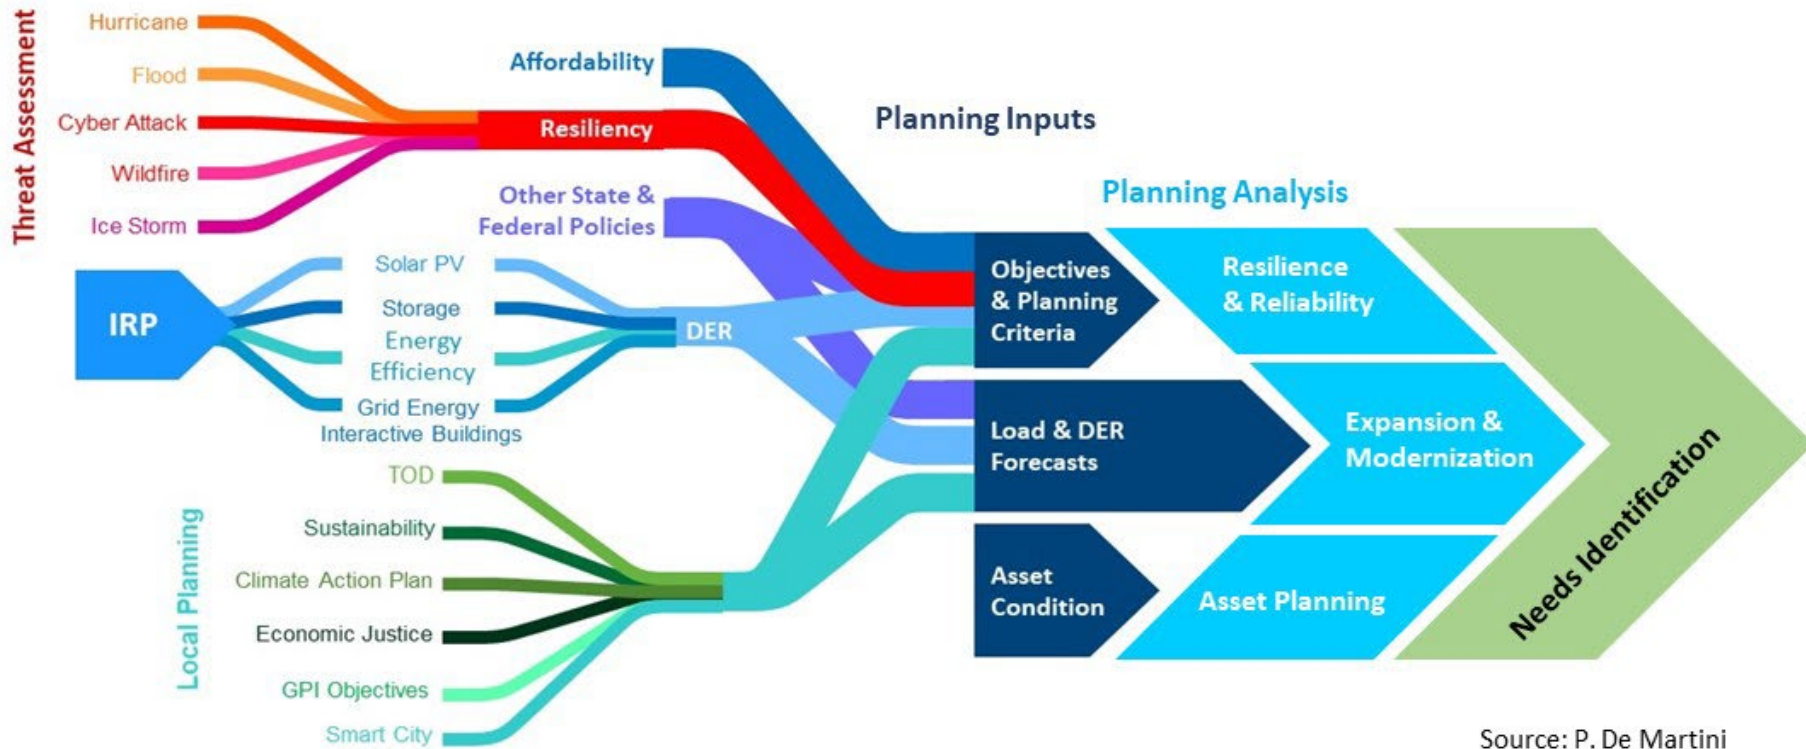 Threat Assessment
Hurricane
Flood
Cyber Attack
Wildfire
Ice Storm
Affordability
Resiliency
Other State &
Federal Policies
IRP
Solar PV
Storage
Energy
Efficiency
Grid Energy
Interactive Buildings
DER
Local Planning
TOD
Sustainability
Climate Action Plan
Economic Justice
GPI Objectives
Smart City
Planning Inputs
Objectives
& Planning
Criteria
Load & DER
Forecasts
Asset
Condition
Planning Analysis
Resilience
& Reliability
Expansion &
Modernization
Asset Planning
Needs Identification
Source: P. De Martini